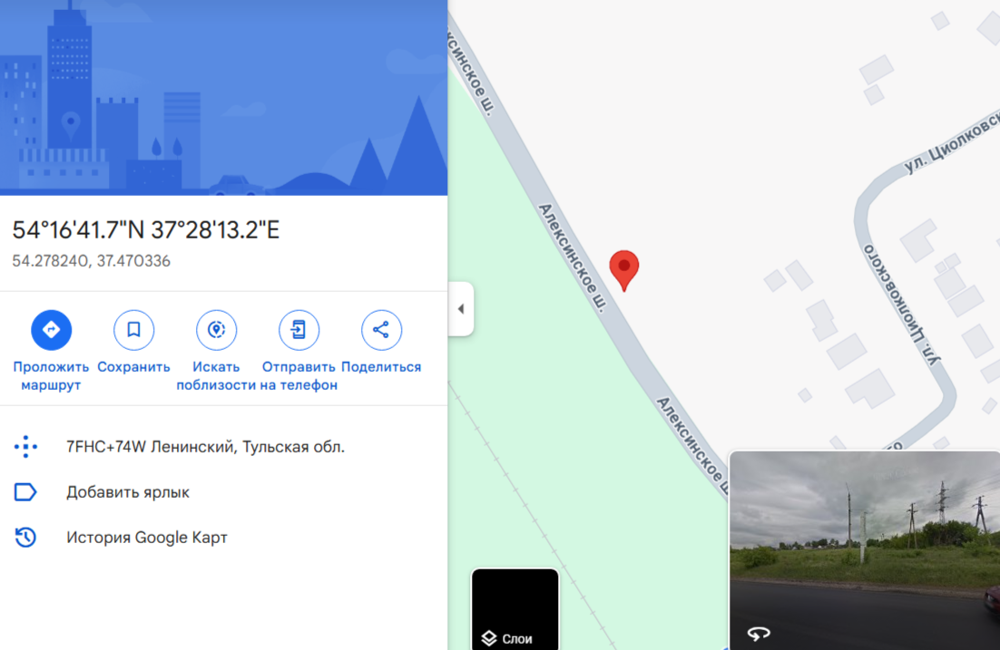 54°16'41.7"N 37°28'13.2"E
54.278240, 37.470336
Проложить маршрут
Сохранить
Искать поблизости
Отправить на телефон
Поделиться
7FHC+74W Ленинский, Тульская обл.
Добавить ярлык
История Google Карт
ксинское ш.
Алексинское ш.
Алексинское ш
ул. Циолковск
ул. Циолковского
го
Слои